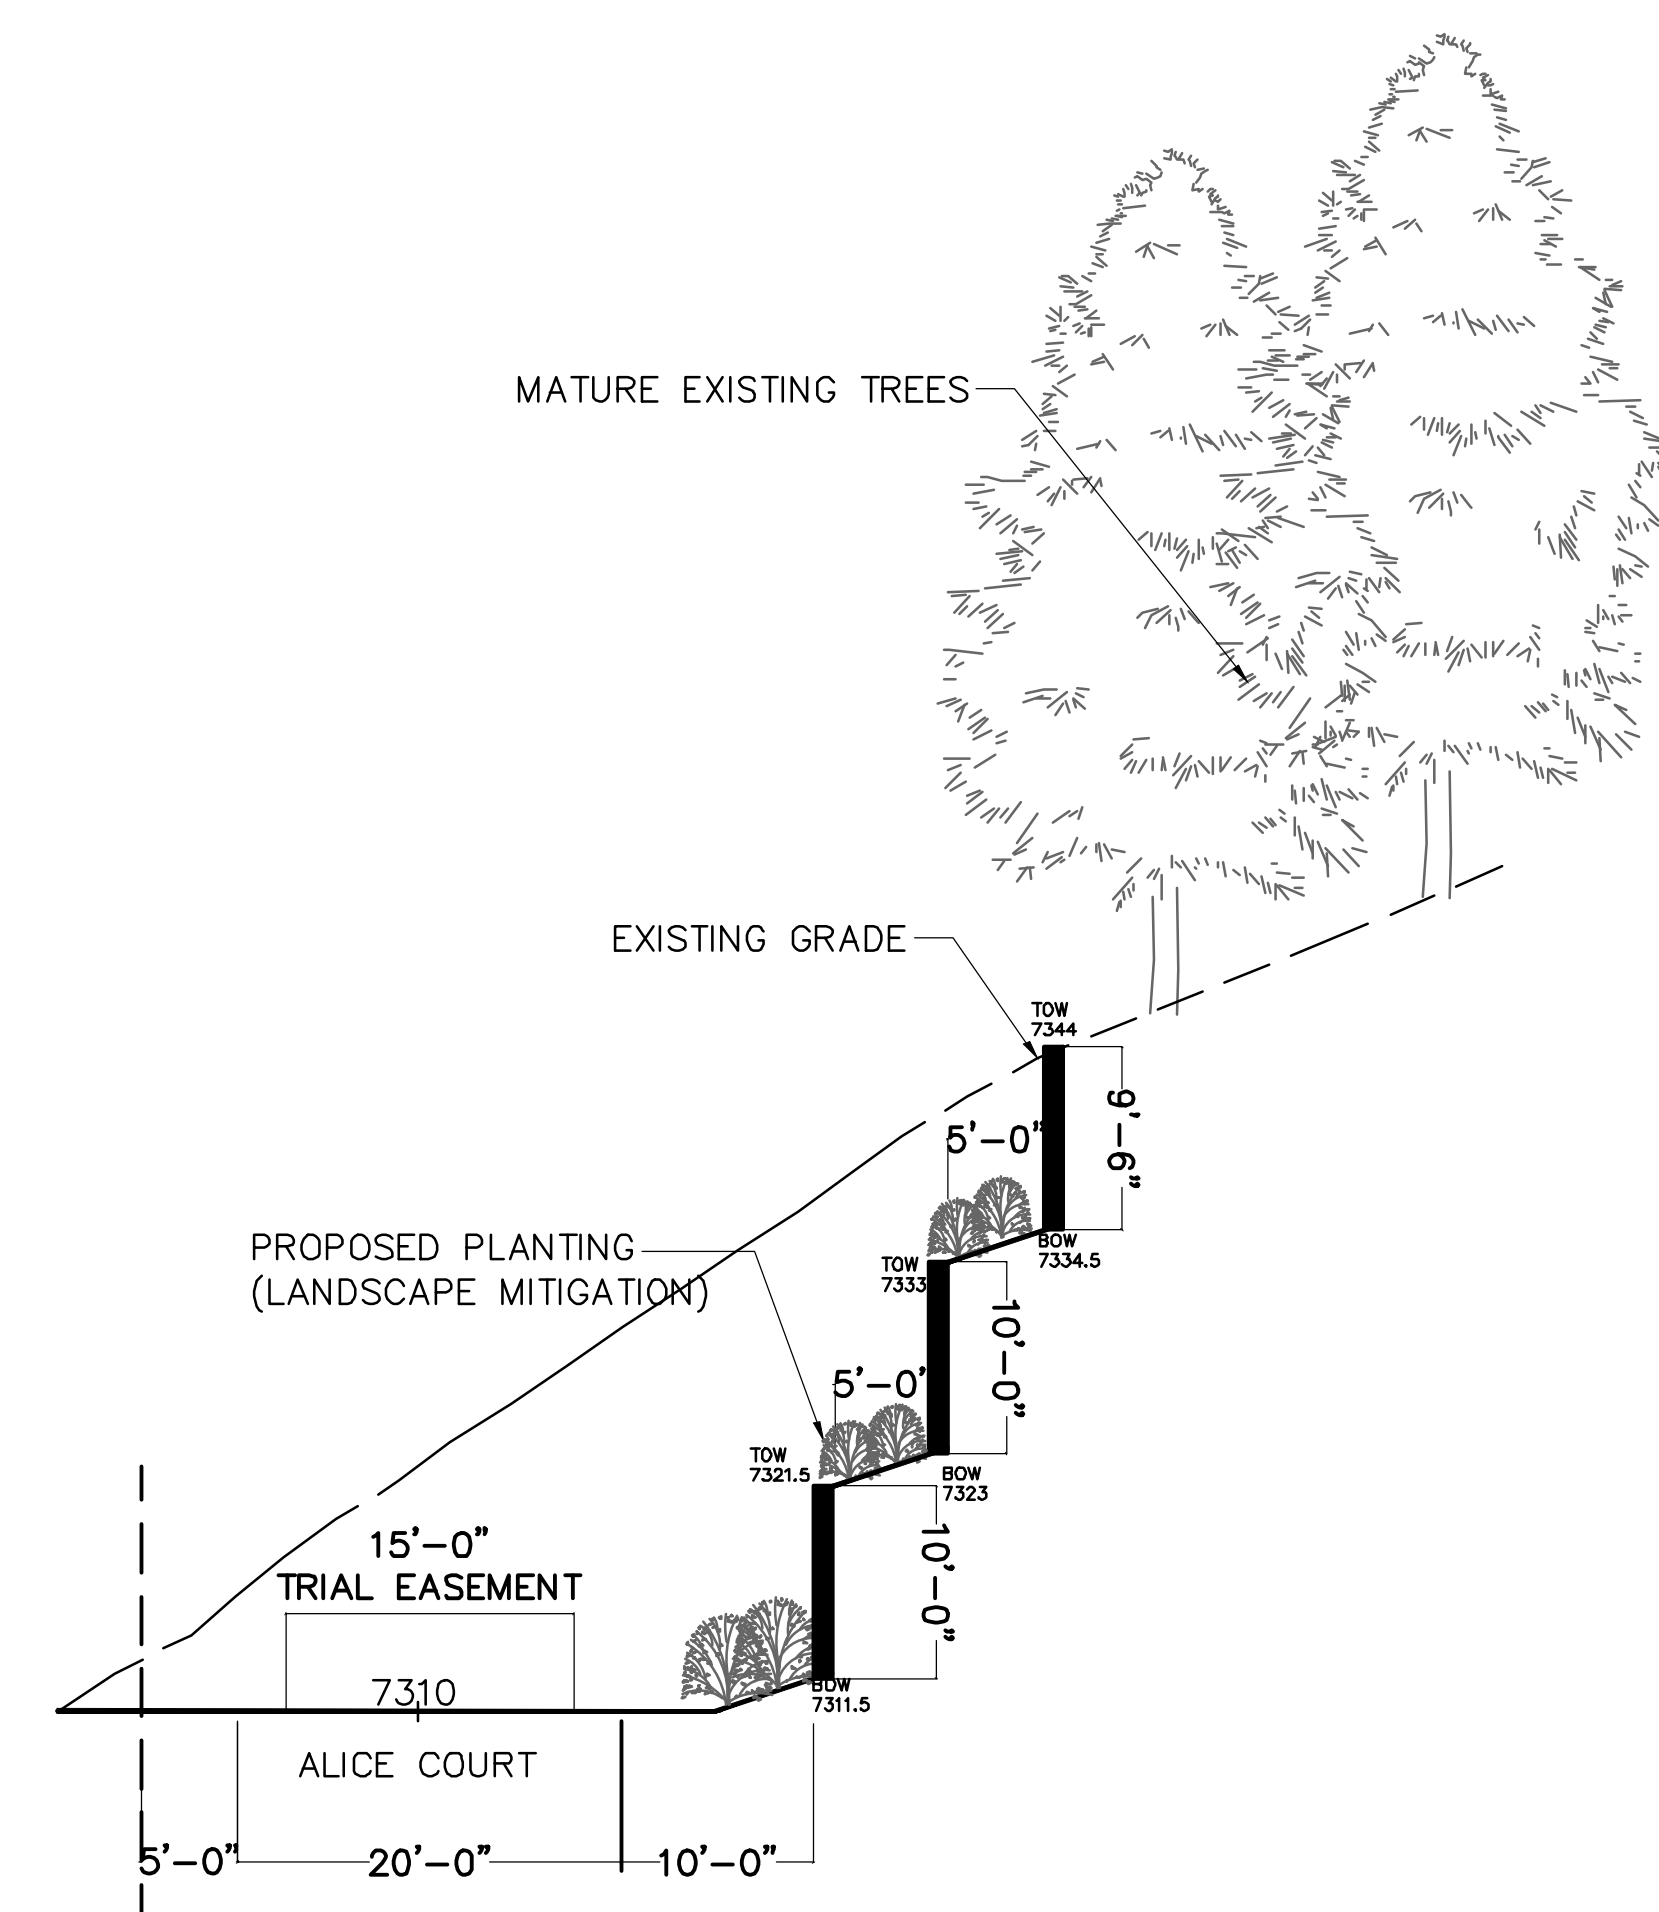 MATURE EXISTING TREES
EXISTING GRADE
TOW
7344
9'-6"
5'-0"
BOW
7334.5
PROPOSED PLANTING
(LANDSCAPE MITIGATION)
TOW
7333
10'-0"
5'-0'
TOW
7321.5
BOW
7323
10'-0"
15'-0"
TRIAL EASEMENT
7310
BOW
7311.5
ALICE COURT
5'-0"
20'-0"
10'-0"